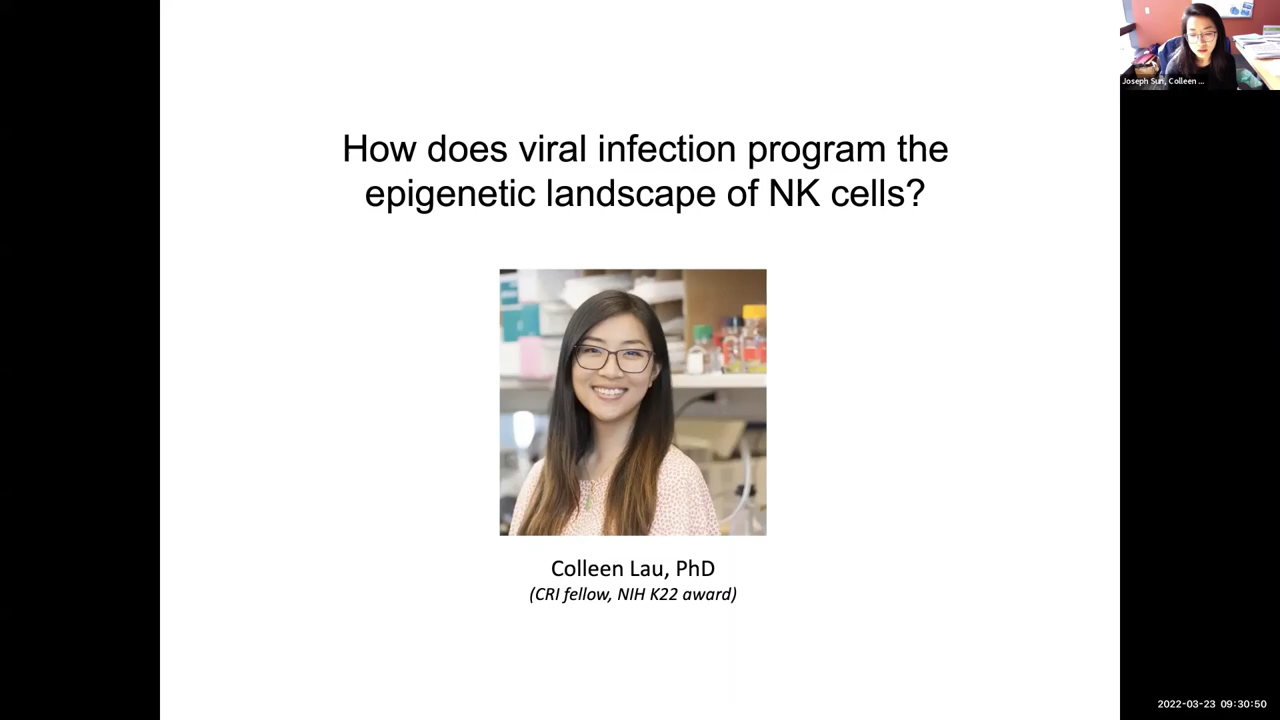 How does viral infection program the
epigenetic landscape of NK cells?
Colleen Lau, PhD
(CRI fellow, NIH K22 award)
Joseph Sun, Colleen ...
2022-03-23 09:30:50